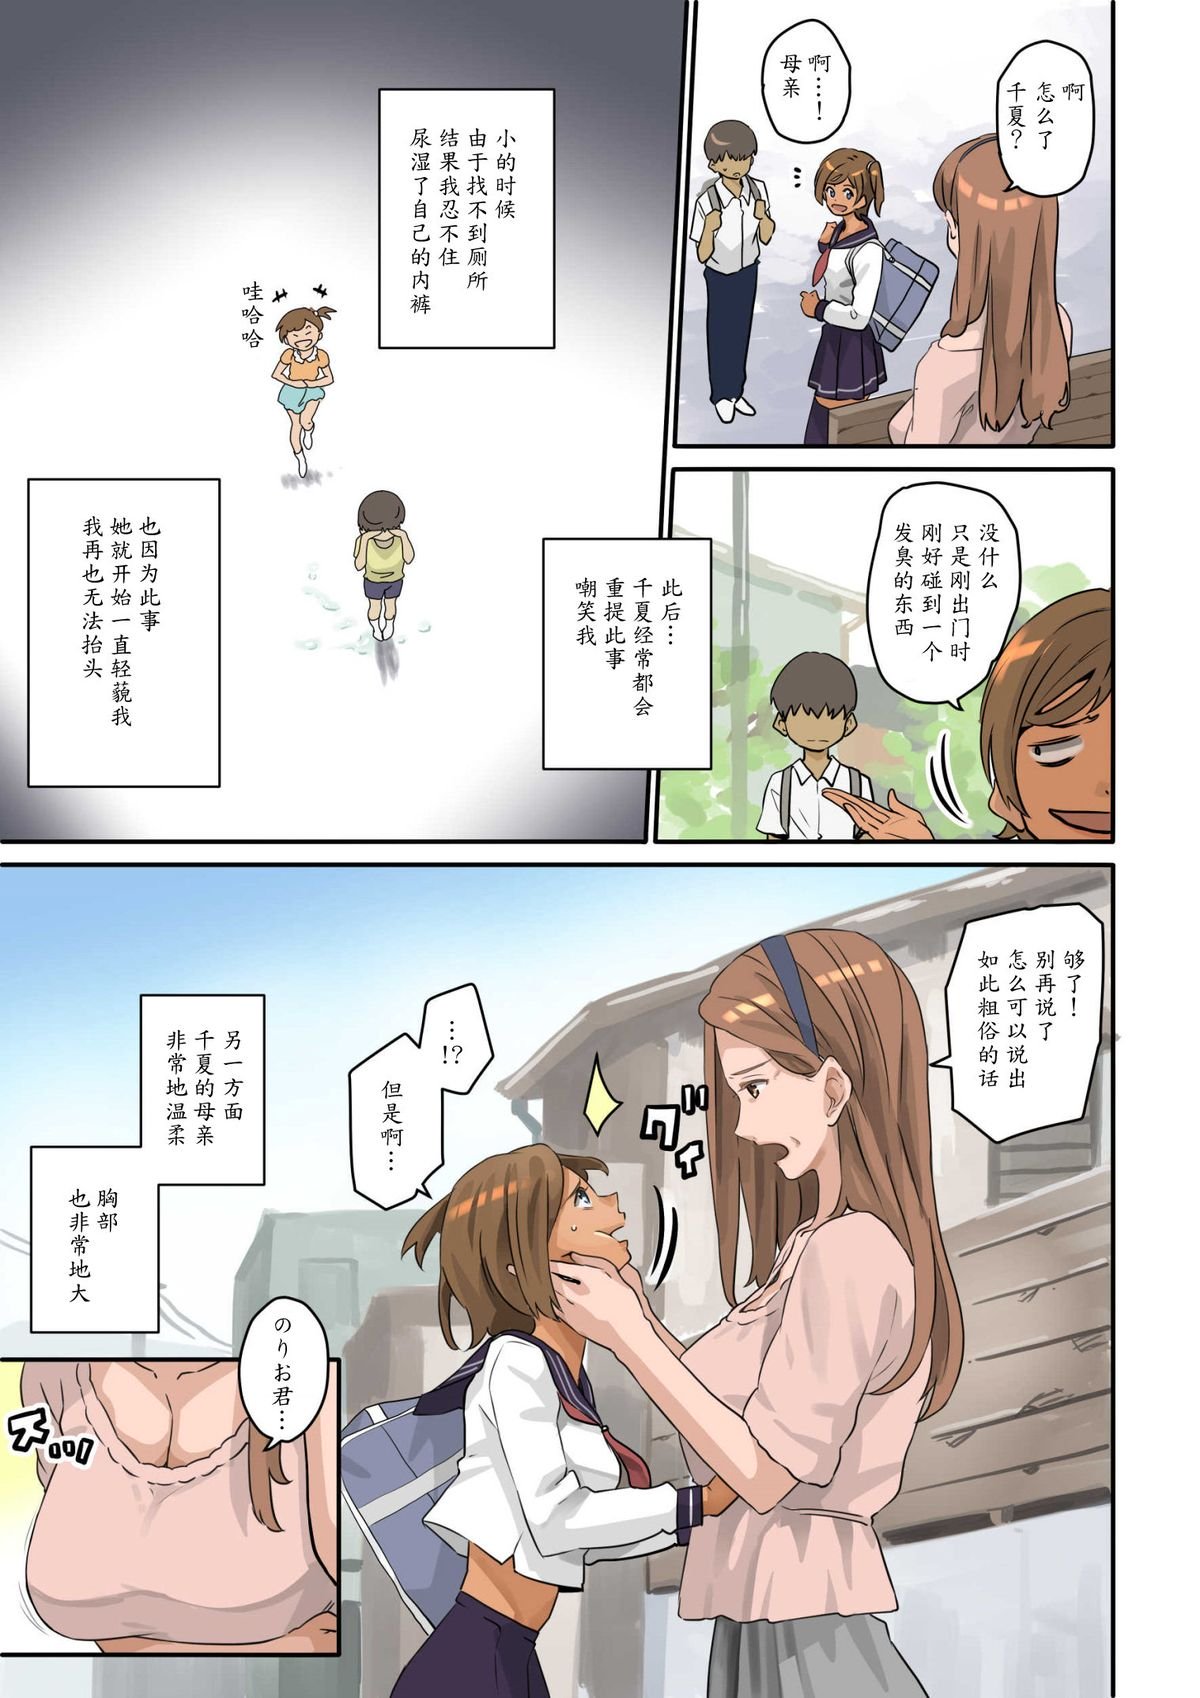 啊
怎么了
千夏？
啊…！
母亲
没什么
只是刚出门时
刚好碰到一个
发臭的东西
小的时候
由于找不到厕所
结果我忍不住
尿湿了自己的内裤
哇哈哈
此后…
千夏经常都会
重提此事
嘲笑我
也因为此事
她就开始一直轻藐我
我再也无法抬头
够了！
别再说了
怎么可以说出
如此粗俗的话
グイ
…!?
但是啊…
另一方面
千夏的母亲
非常地温柔
胸部
也非常地大
のりお君…
ズ…